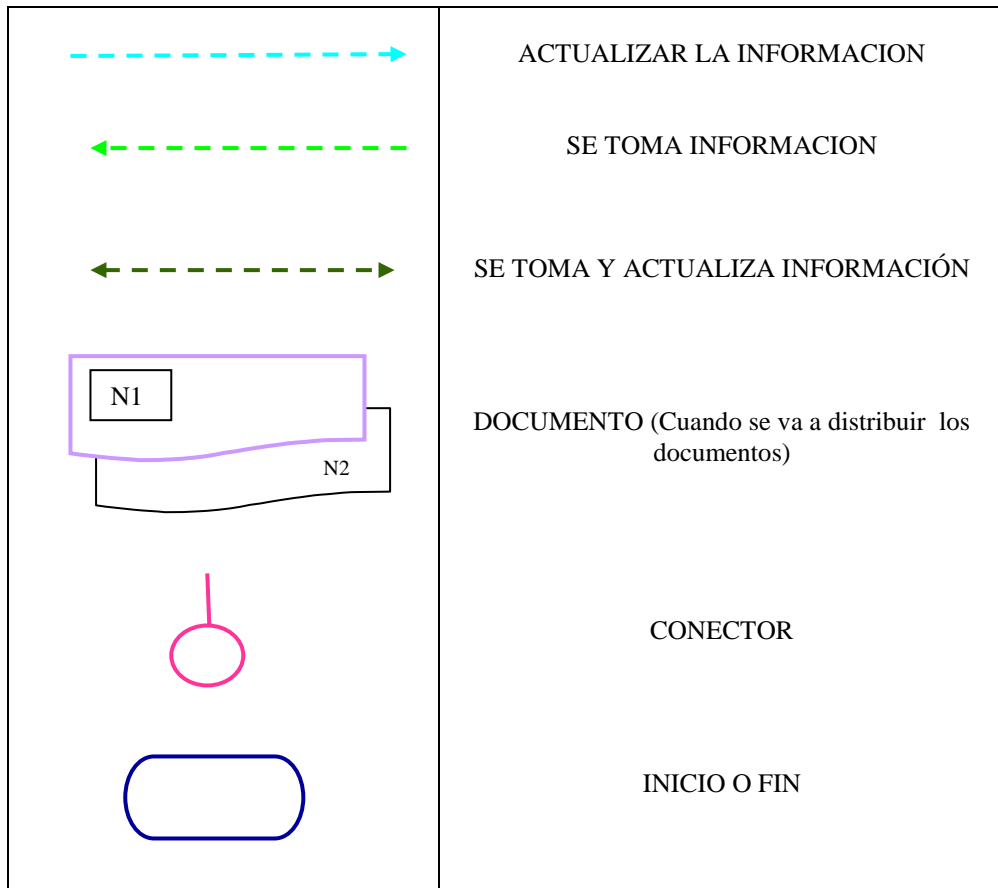 ACTUALIZAR LA INFORMACION
SE TOMA INFORMACION
SE TOMA Y ACTUALIZA INFORMACIÓN
N1
N2
DOCUMENTO (Cuando se va a distribuir los
documentos)
CONECTOR
INICIO O FIN